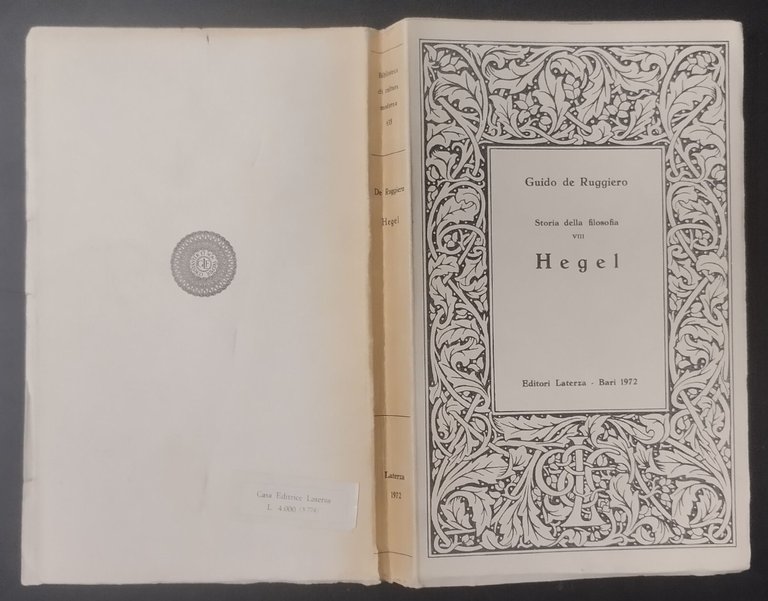 Biblioteca
di cultura
moderna
De Ruggiero
Hegel
Laterza
1972
Guido de Ruggiero
Storia della filosofia
VIII
Hegel
Editori Laterza - Bari 1972
Casa Editrice Laterza
L. 4.000